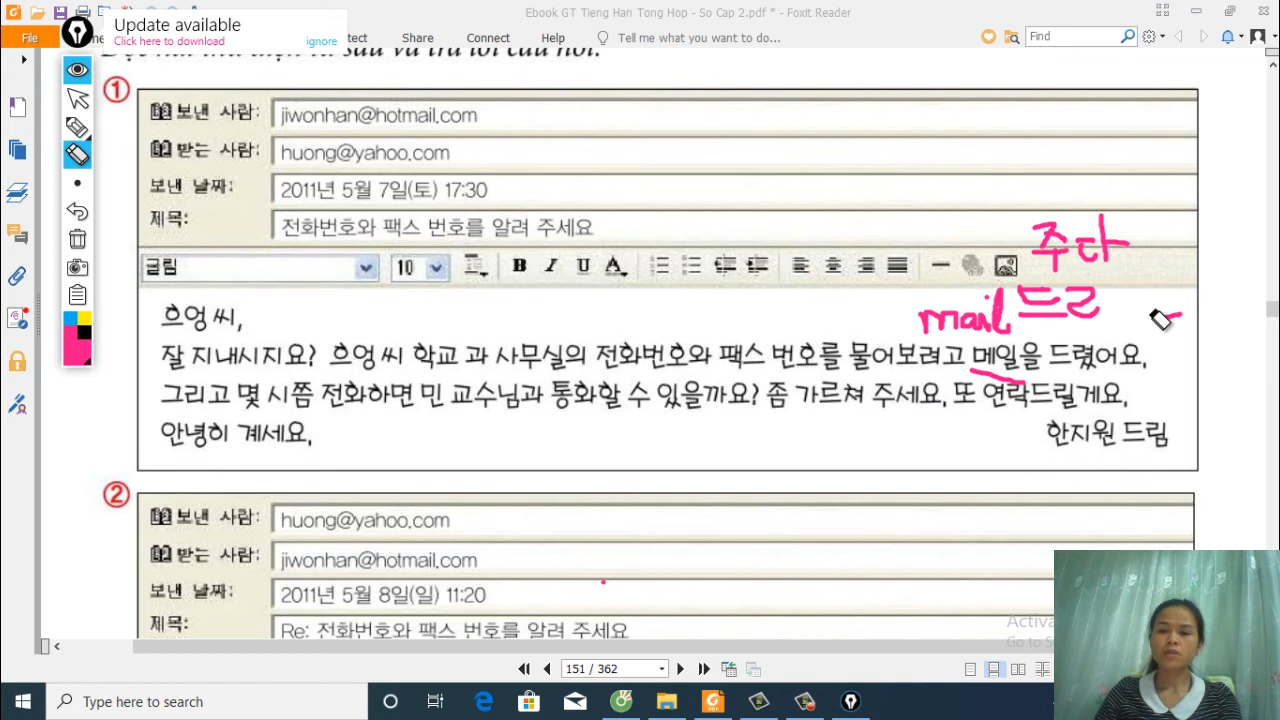 Update available
Click here to download
ignore
Ebook GT Tieng Han Tong Hop - So Cap 2.pdf * - Foxit Reader
File
Share
Connect
Help
Tell me what you want to do...
Find
①
보낸 사람:
jiwonhan@hotmail.com
받는 사람:
huong@yahoo.com
보낸 날짜:
2011년 5월 7일(토) 17:30
제목:
전화번호와 팩스 번호를 알려 주세요
굴림
10
B I U A
주다
mail 드리
흐엉 씨,
잘 지내시지요? 흐엉 씨 학교 과 사무실의 전화번호와 팩스 번호를 물어보려고 메일을 드렸어요.
그리고 몇 시쯤 전화하면 민 교수님과 통화할 수 있을까요? 좀 가르쳐 주세요. 또 연락드릴게요.
안녕히 계세요.
한지원 드림
②
보낸 사람:
huong@yahoo.com
받는 사람:
jiwonhan@hotmail.com
보낸 날짜:
2011년 5월 8일(일) 11:20
제목:
Re: 전화번호와 팩스 번호를 알려 주세요
151 / 362
Type here to search